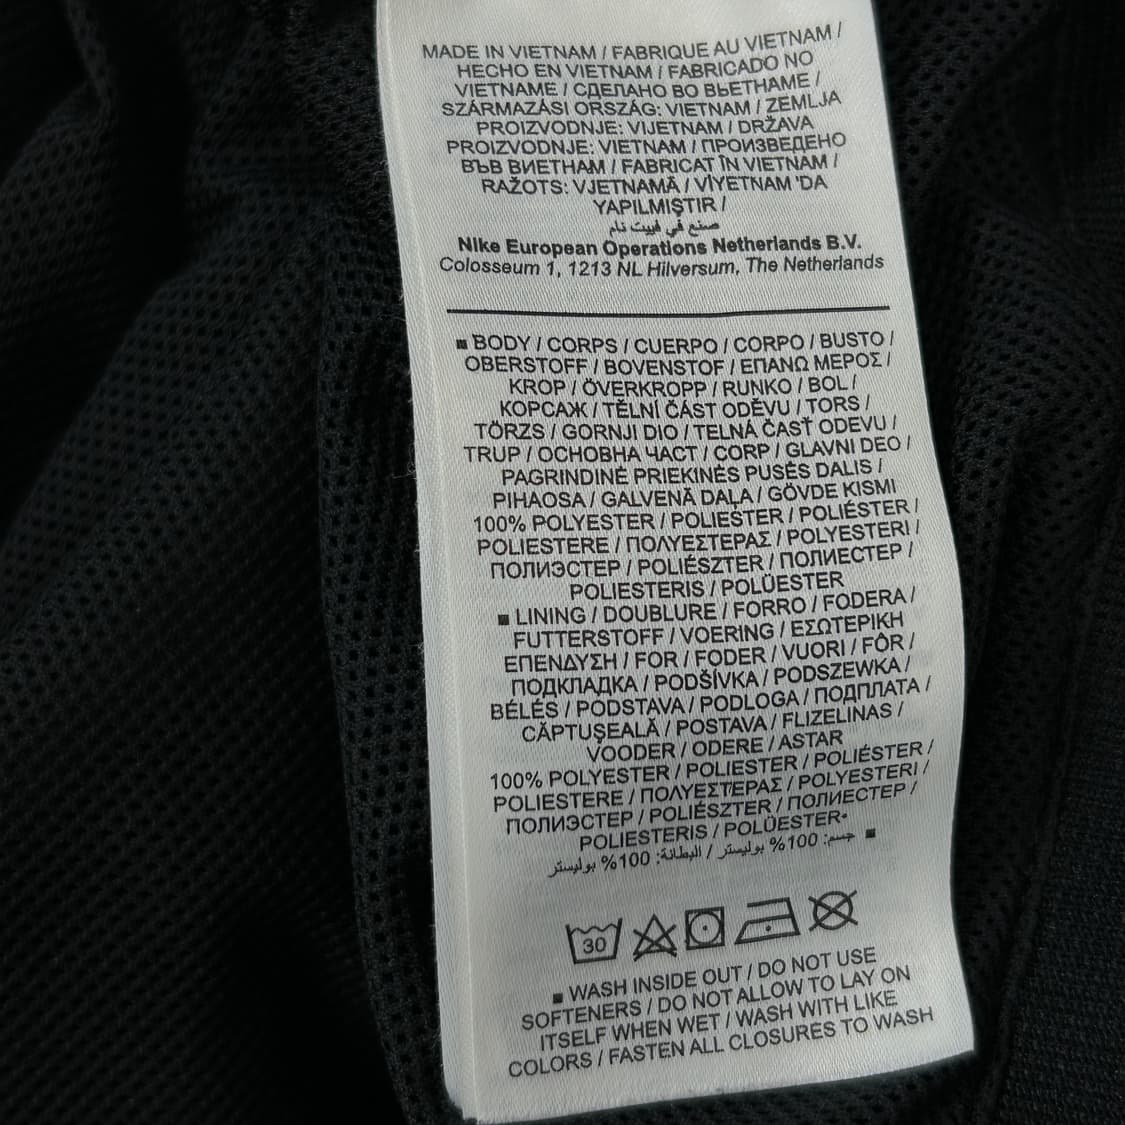 MADE IN VIETNAM / FABRIQUE AU VIETNAM /
HECHO EN VIETNAM / FABRICADO NO
VIETNAME / СДЕЛАНО ВО ВЬЕТНАМЕ /
SZÁRMAZÁSI ORSZÁG: VIETNAM / ZEMLJA
PROIZVODNJE: VIJETNAM / DRŽAVA
PROIZVODNJE: VIETNAM / ПРОИЗВЕДЕНО
ВЪВ ВИЕТНАМ / FABRICAT ÎN VIETNAM /
RAŽOTS: VJETNAMĀ / VİYETNAM 'DA
YAPILMIŞTIR /
صنع في فييت نام
Nike European Operations Netherlands B.V.
Colosseum 1, 1213 NL Hilversum, The Netherlands
■ BODY / CORPS / CUERPO / CORPO / BUSTO /
OBERSTOFF / BOVENSTOF / ΕΠΑΝΩ ΜΕΡΟΣ /
KROP / ÖVERKROPP / RUNKO / BOL /
КОРСАЖ / TĚLNÍ ČÁST ODĚVU / TORS /
TÖRZS / GORNJI DIO / TELNÁ ČASŤ ODEVU /
TRUP / ОСНОВНА ЧАСТ / CORP / GLAVNI DEO /
PAGRINDINĖ PRIEKINĖS PUSĖS DALIS /
PIHAOSA / GALVENĀ DAĻA / GÖVDE KISMI
100% POLYESTER / POLIESTER / POLIÉSTER /
POLIESTERE / ΠΟΛΥΕΣΤΕΡΑΣ / POLYESTERI /
ПОЛИЭСТЕР / POLIÉSZTER / ПОЛИЕСТЕР /
POLIESTERIS / POLÜESTER
■ LINING / DOUBLURE / FORRO / FODERA /
FUTTERSTOFF / VOERING / ΕΣΩΤΕΡΙΚΗ
ΕΠΕΝΔΥΣΗ / FOR / FODER / VUORI / FÔR /
ПОДКЛАДКА / PODŠÍVKA / PODSZEWKA /
BÉLÉS / PODSTAVA / PODLOGA / ПОДПЛАТА /
CĂPTUŞEALĂ / POSTAVA / FLIZELINAS /
VOODER / ODERE / ASTAR
100% POLYESTER / POLIESTER / POLIÉSTER /
POLIESTERE / ΠΟΛΥΕΣΤΕΡΑΣ / POLYESTERI /
ПОЛИЭСТЕР / POLIÉSZTER / ПОЛИЕСТЕР /
POLIESTERIS / POLÜESTER•
■ جسم: 100% بوليستر / البطانة: 100% بوليستر
30
■ WASH INSIDE OUT / DO NOT USE
SOFTENERS / DO NOT ALLOW TO LAY ON
ITSELF WHEN WET / WASH WITH LIKE
COLORS / FASTEN ALL CLOSURES TO WASH